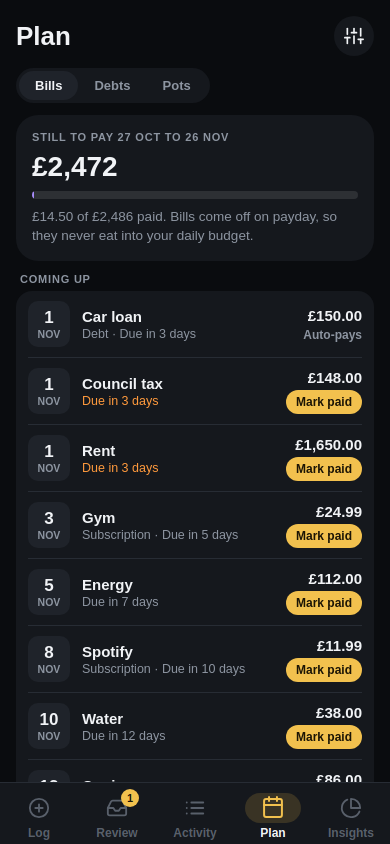 Plan
Bills Debts Pots
STILL TO PAY 27 OCT TO 26 NOV
£2,472
£14.50 of £2,486 paid. Bills come off on payday, so
they never eat into your daily budget.
COMING UP
1 NOV
Car loan
Debt · Due in 3 days
£150.00
Auto-pays
1 NOV
Council tax
Due in 3 days
£148.00
Mark paid
1 NOV
Rent
Due in 3 days
£1,650.00
Mark paid
3 NOV
Gym
Subscription · Due in 5 days
£24.99
Mark paid
5 NOV
Energy
Due in 7 days
£112.00
Mark paid
8 NOV
Spotify
Subscription · Due in 10 days
£11.99
Mark paid
10 NOV
Water
Due in 12 days
£38.00
Mark paid
£86.00
1
Log Review Activity Plan Insights